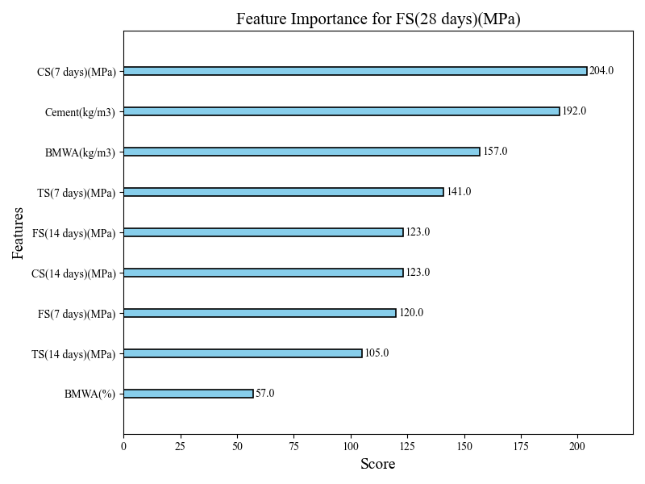 Feature Importance for FS(28 days)(MPa)
CS(7 days)(MPa) 204.0
Cement(kg/m3) 192.0
BMWA(kg/m3) 157.0
TS(7 days)(MPa) 141.0
FS(14 days)(MPa) 123.0
CS(14 days)(MPa) 123.0
FS(7 days)(MPa) 120.0
TS(14 days)(MPa) 105.0
BMWA(%) 57.0
Features
0 25 50 75 100 125 150 175 200
Score